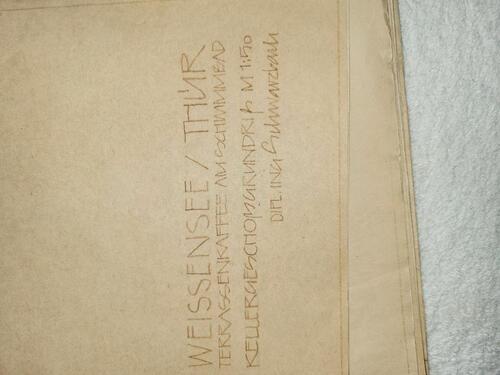 WEISSENSEE / THÜR
TERRASSENKAFFEE AM SCHWIMMBAD
KELLERGESCHOßGRUNDRIß M 1:50
DIPL. ING. Schwarzbach